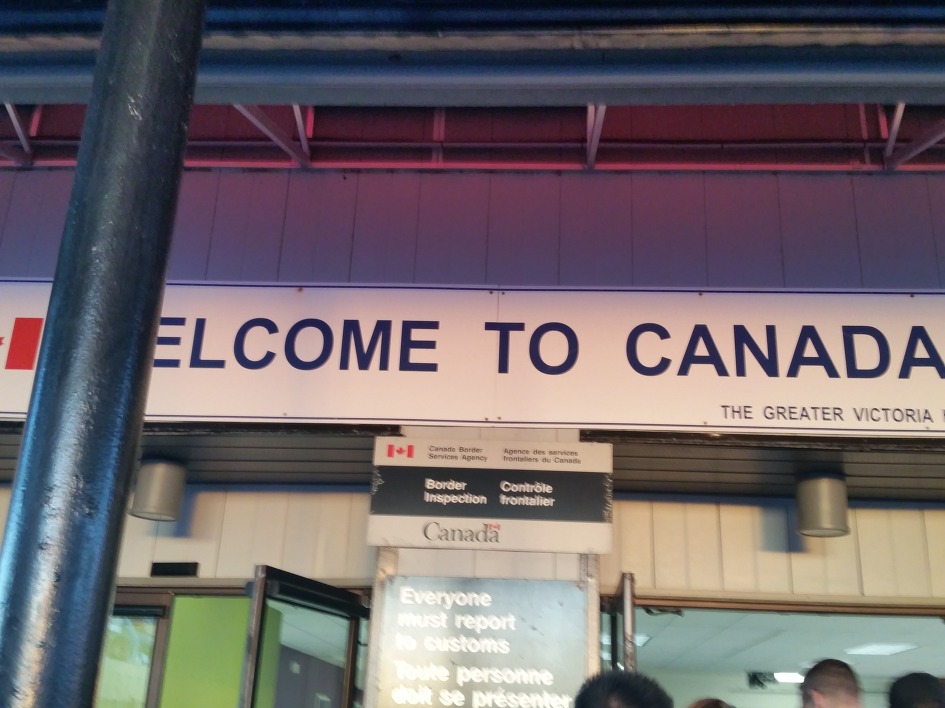 ELCOME TO CANADA
THE GREATER VICTORIA
Canada Border
Services Agency
Agence des services
frontaliers du Canada
Border
Inspection
Contrôle
frontalier
Canada
Everyone
must report
to customs
Toute personne
doit se présenter